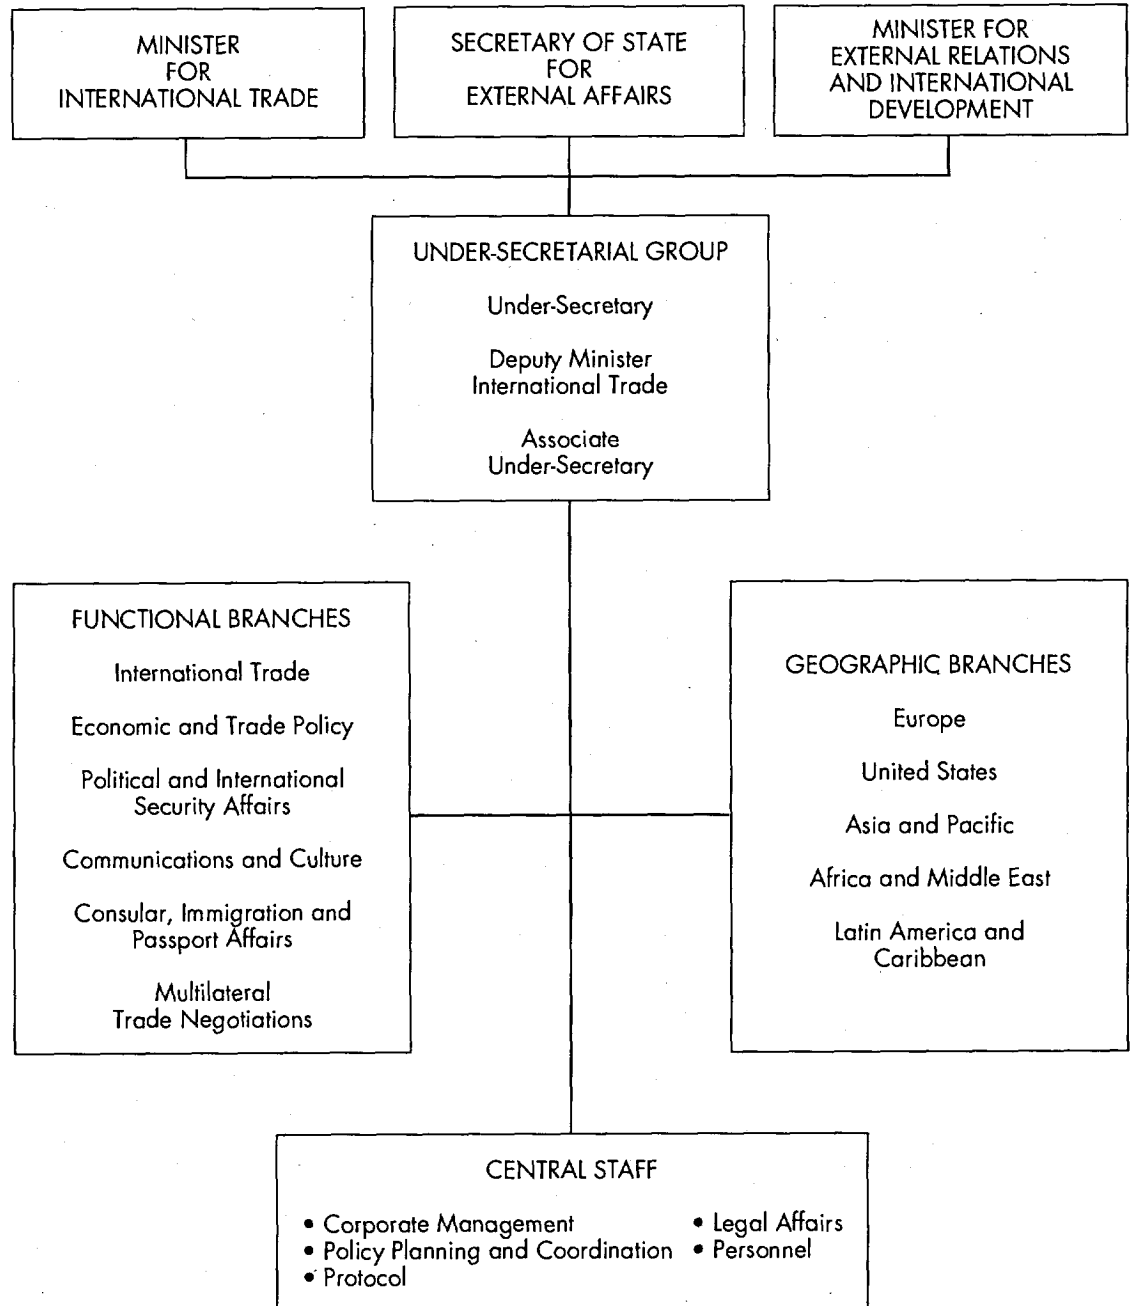 MINISTER
FOR
INTERNATIONAL TRADE
SECRETARY OF STATE
FOR
EXTERNAL AFFAIRS
MINISTER FOR
EXTERNAL RELATIONS
AND INTERNATIONAL
DEVELOPMENT
UNDER-SECRETARIAL GROUP
Under-Secretary
Deputy Minister
International Trade
Associate
Under-Secretary
FUNCTIONAL BRANCHES
International Trade
Economic and Trade Policy
Political and International
Security Affairs
Communications and Culture
Consular, Immigration and
Passport Affairs
Multilateral
Trade Negotiations
GEOGRAPHIC BRANCHES
Europe
United States
Asia and Pacific
Africa and Middle East
Latin America and
Caribbean
CENTRAL STAFF
• Corporate Management
• Policy Planning and Coordination
• Protocol
• Legal Affairs
• Personnel